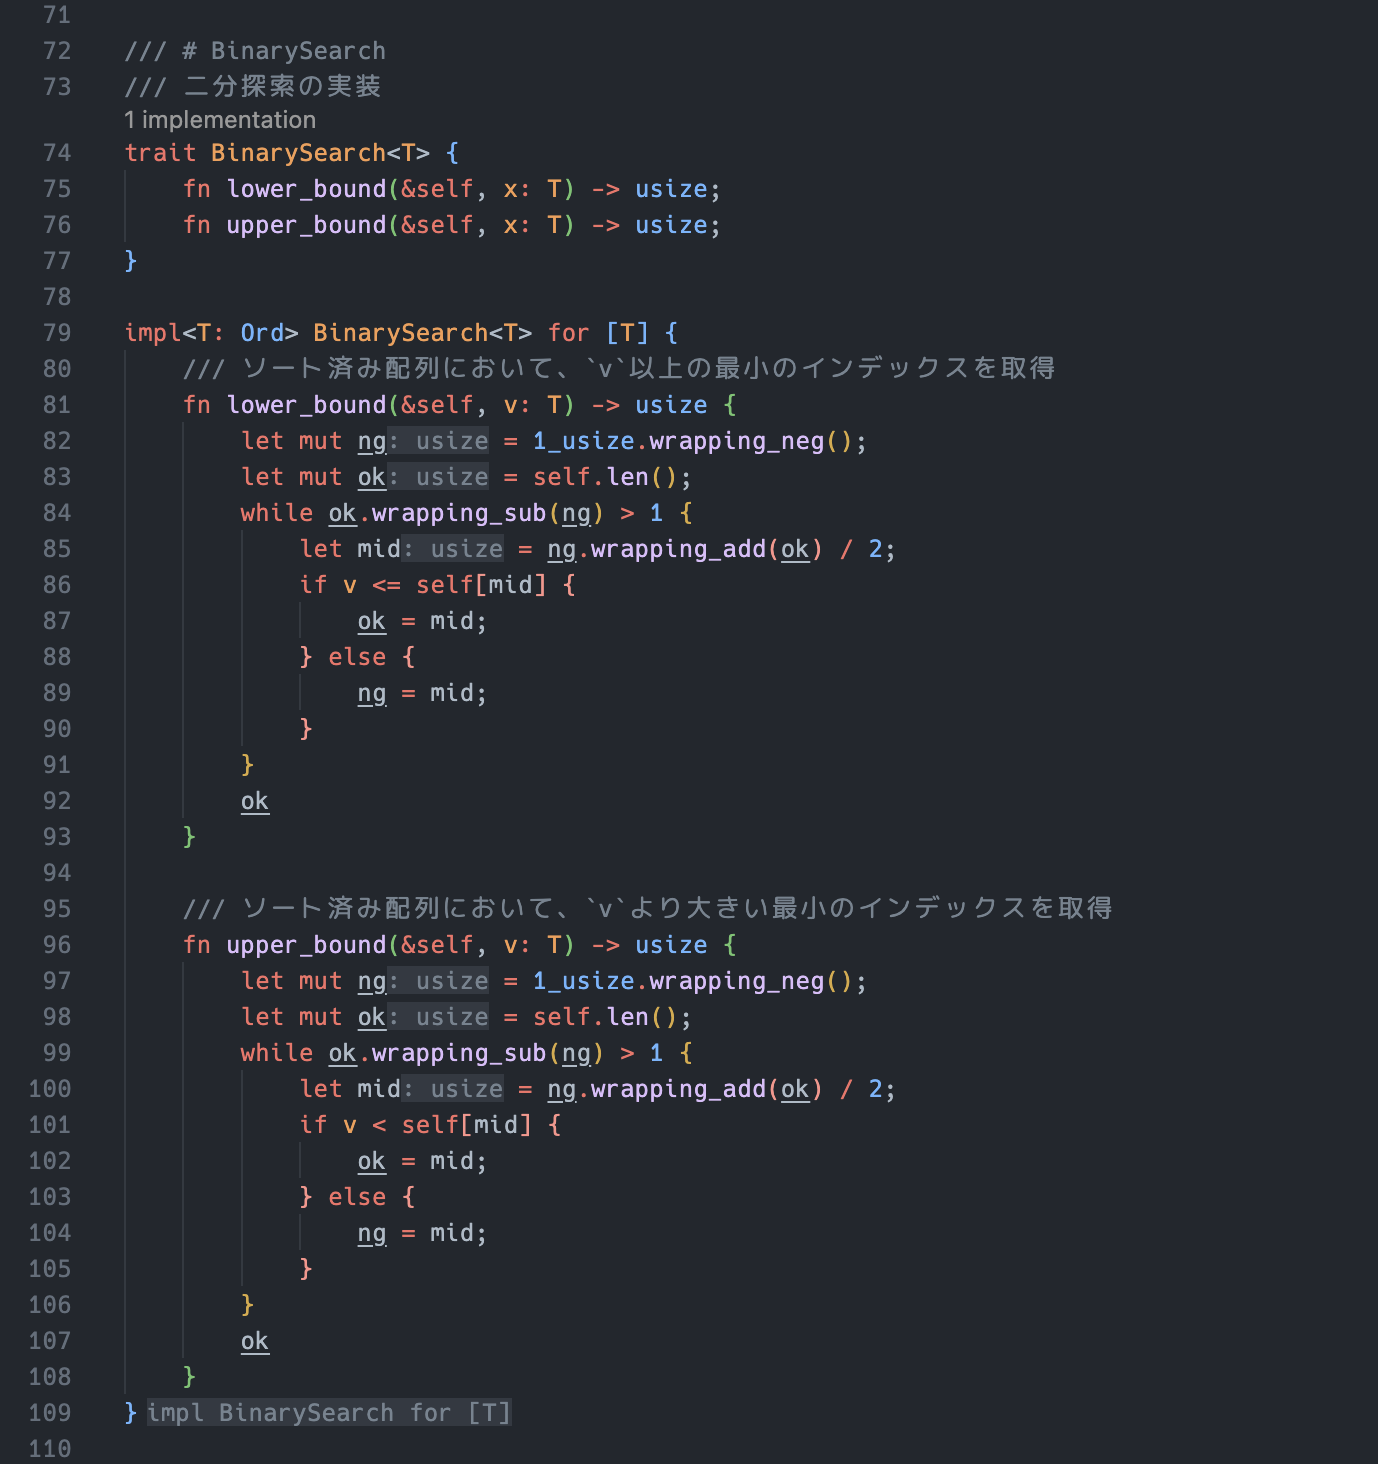 71
72 /// # BinarySearch
73 /// 二分探索の実装
1 implementation
74 trait BinarySearch<T> {
75     fn lower_bound(&self, x: T) -> usize;
76     fn upper_bound(&self, x: T) -> usize;
77 }
78
79 impl<T: Ord> BinarySearch<T> for [T] {
80     /// ソート済み配列において、`v`以上の最小のインデックスを取得
81     fn lower_bound(&self, v: T) -> usize {
82         let mut ng: usize = 1_usize.wrapping_neg();
83         let mut ok: usize = self.len();
84         while ok.wrapping_sub(ng) > 1 {
85             let mid: usize = ng.wrapping_add(ok) / 2;
86             if v <= self[mid] {
87                 ok = mid;
88             } else {
89                 ng = mid;
90             }
91         }
92         ok
93     }
94
95     /// ソート済み配列において、`v`より大きい最小のインデックスを取得
96     fn upper_bound(&self, v: T) -> usize {
97         let mut ng: usize = 1_usize.wrapping_neg();
98         let mut ok: usize = self.len();
99         while ok.wrapping_sub(ng) > 1 {
100             let mid: usize = ng.wrapping_add(ok) / 2;
101             if v < self[mid] {
102                 ok = mid;
103             } else {
104                 ng = mid;
105             }
106         }
107         ok
108     }
109 } impl BinarySearch for [T]
110